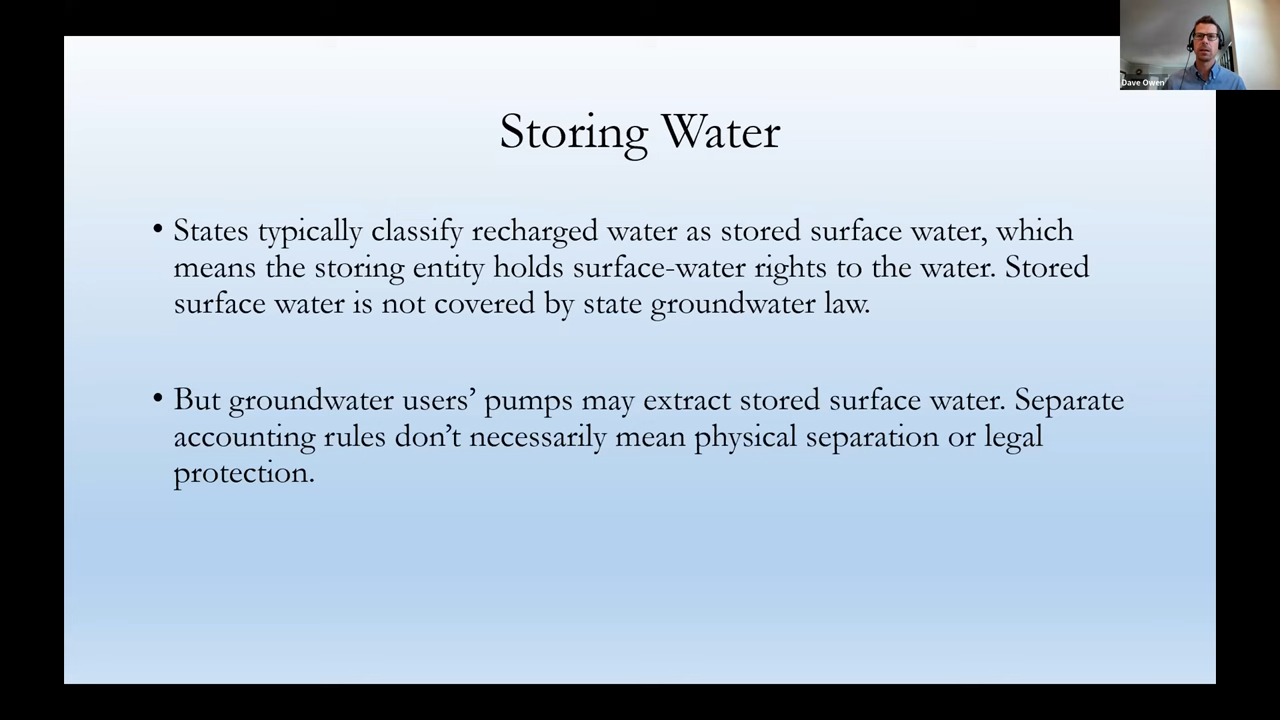 Dave Owen
Storing Water
• States typically classify recharged water as stored surface water, which
means the storing entity holds surface-water rights to the water. Stored
surface water is not covered by state groundwater law.
• But groundwater users’ pumps may extract stored surface water. Separate
accounting rules don’t necessarily mean physical separation or legal
protection.